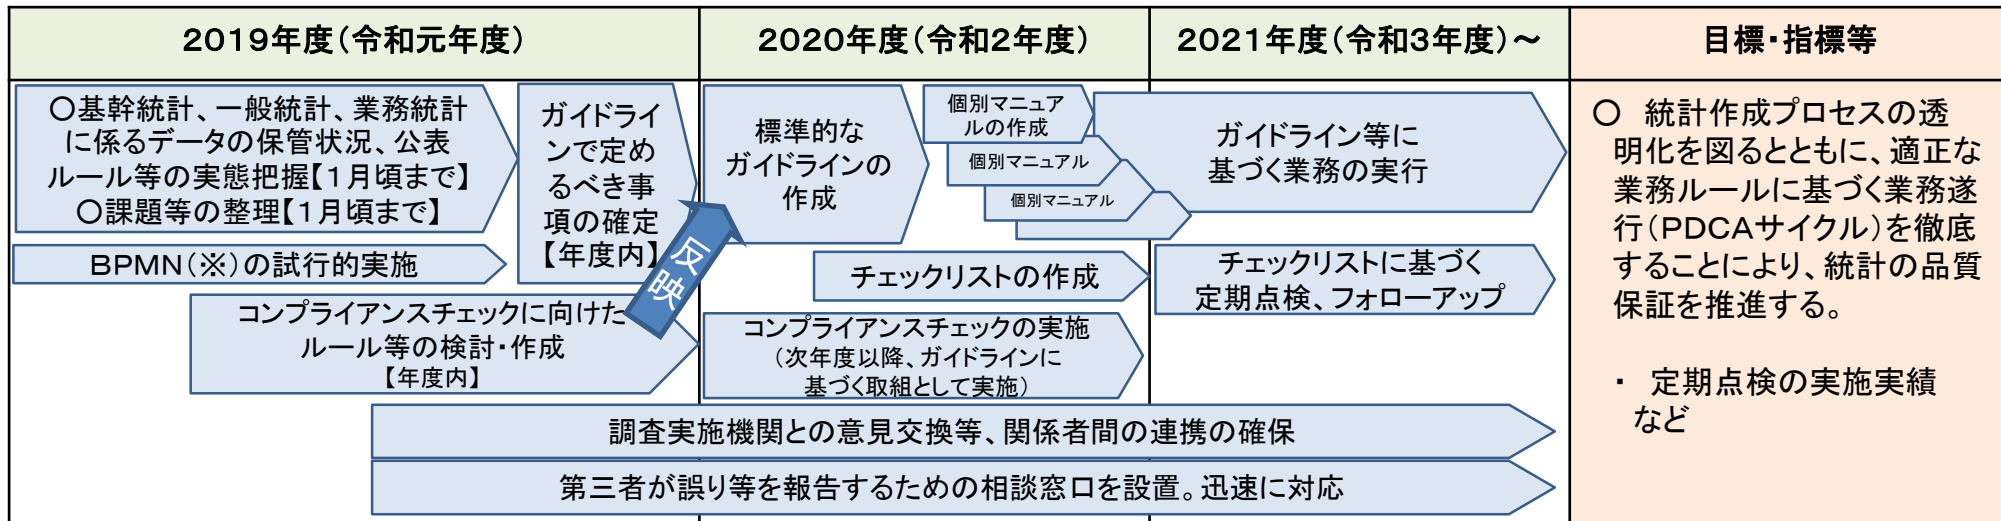 2019年度(令和元年度)
2020年度(令和2年度)
2021年度(令和3年度)～
目標・指標等
〇基幹統計、一般統計、業務統計
に係るデータの保管状況、公表
ルール等の実態把握【1月頃まで】
〇課題等の整理【1月頃まで】
BPMN(※)の試行的実施
ガイドライ
ンで定め
るべき事
項の確定
【年度内】
コンプライアンスチェックに向けた
ルール等の検討・作成
【年度内】
反映
標準的な
ガイドラインの
作成
個別マニュア
ルの作成
個別マニュアル
個別マニュアル
チェックリストの作成
コンプライアンスチェックの実施
(次年度以降、ガイドラインに
基づく取組として実施)
ガイドライン等に
基づく業務の実行
チェックリストに基づく
定期点検、フォローアップ
調査実施機関との意見交換等、関係者間の連携の確保
第三者が誤り等を報告するための相談窓口を設置。迅速に対応
〇 統計作成プロセスの透
明化を図るとともに、適正な
業務ルールに基づく業務遂
行(PDCAサイクル)を徹底
することにより、統計の品質
保証を推進する。
・ 定期点検の実施実績
など